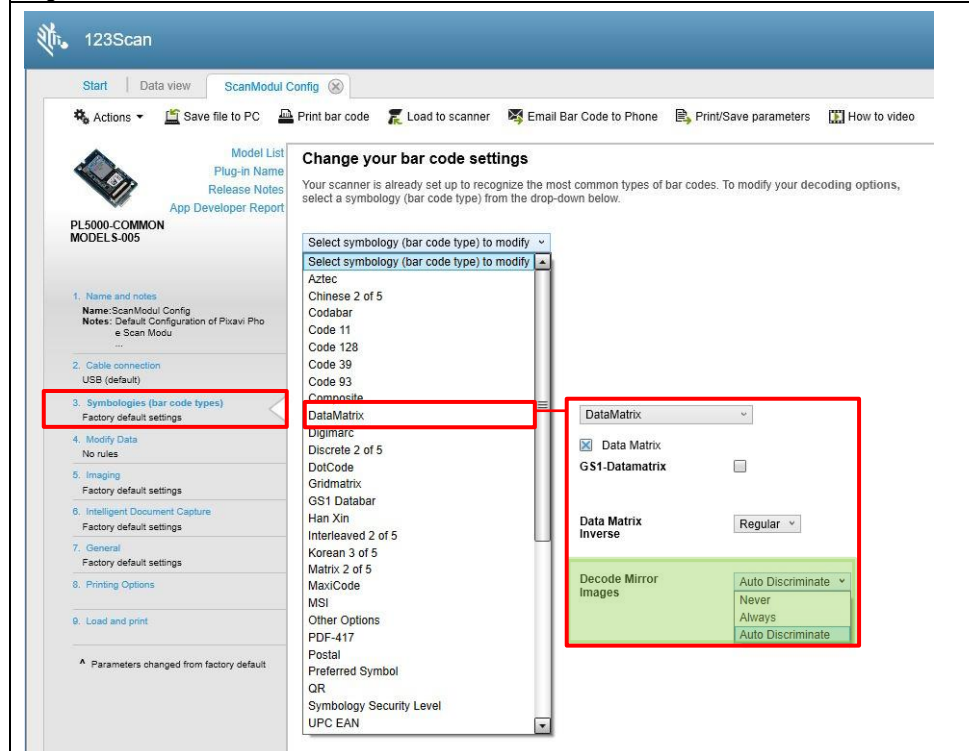 123Scan
Start Data view ScanModul Config
Actions Save file to PC Print bar code Load to scanner Email Bar Code to Phone Print/Save parameters How to video
Model List
Plug-in Name
Release Notes
App Developer Report
PL5000-COMMON
MODELS-005
1. Name and notes
Name:ScanModul Config
Notes: Default Configuration of Pixavi Pho
e Scan Modu
...
2. Cable connection
USB (default)
3. Symbologies (bar code types)
Factory default settings
4. Modify Data
No rules
5. Imaging
Factory default settings
6. Intelligent Document Capture
Factory default settings
7. General
Factory default settings
8. Printing Options
9. Load and print
^ Parameters changed from factory default
Change your bar code settings
Your scanner is already set up to recognize the most common types of bar codes. To modify your decoding options,
select a symbology (bar code type) from the drop-down below.
Select symbology (bar code type) to modify
Select symbology (bar code type) to modify
Aztec
Chinese 2 of 5
Codabar
Code 11
Code 128
Code 39
Code 93
Composite
DataMatrix
Digimarc
Discrete 2 of 5
DotCode
Gridmatrix
GS1 Databar
Han Xin
Interleaved 2 of 5
Korean 3 of 5
Matrix 2 of 5
MaxiCode
MSI
Other Options
PDF-417
Postal
Preferred Symbol
QR
Symbology Security Level
UPC EAN
DataMatrix
Data Matrix
GS1-Datamatrix
Data Matrix
Inverse
Regular
Decode Mirror
Images
Auto Discriminate
Never
Always
Auto Discriminate